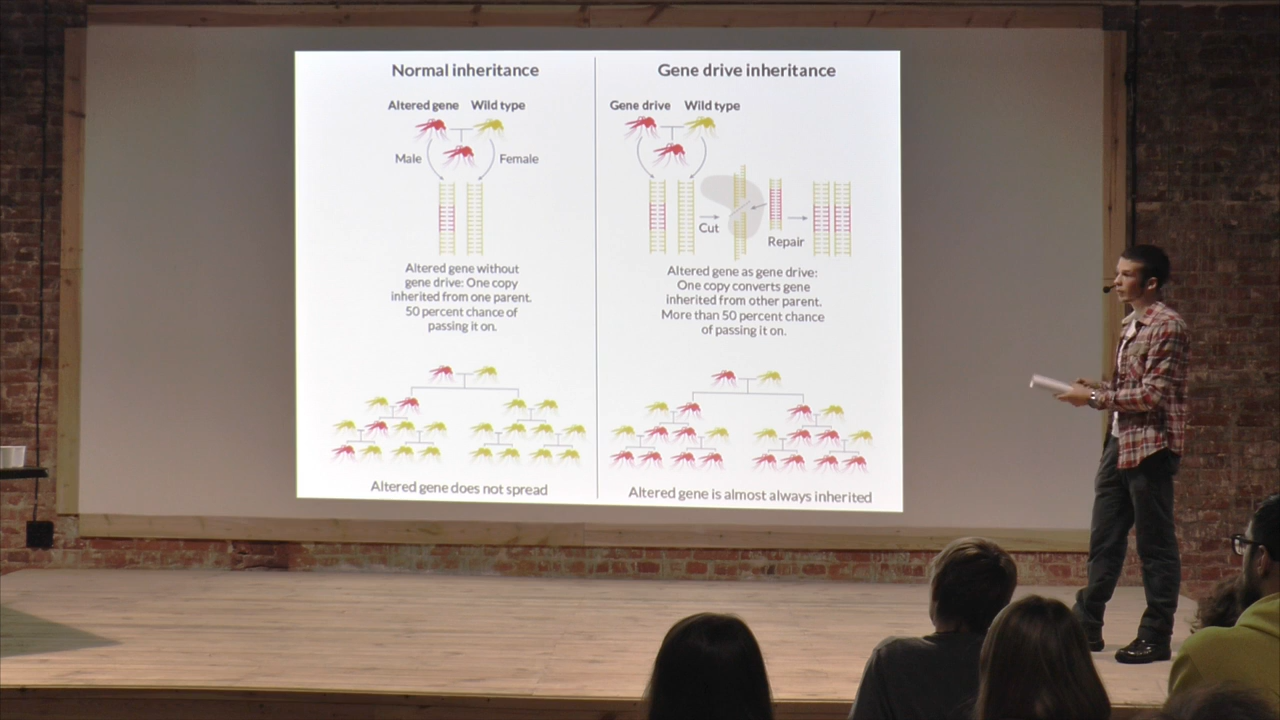 Normal inheritance
Altered gene Wild type
Male Female
Altered gene without
gene drive: One copy
inherited from one parent.
50 percent chance of
passing it on.
Altered gene does not spread
Gene drive inheritance
Gene drive Wild type
Cut
Repair
Altered gene as gene drive:
One copy converts gene
inherited from other parent.
More than 50 percent chance
of passing it on.
Altered gene is almost always inherited